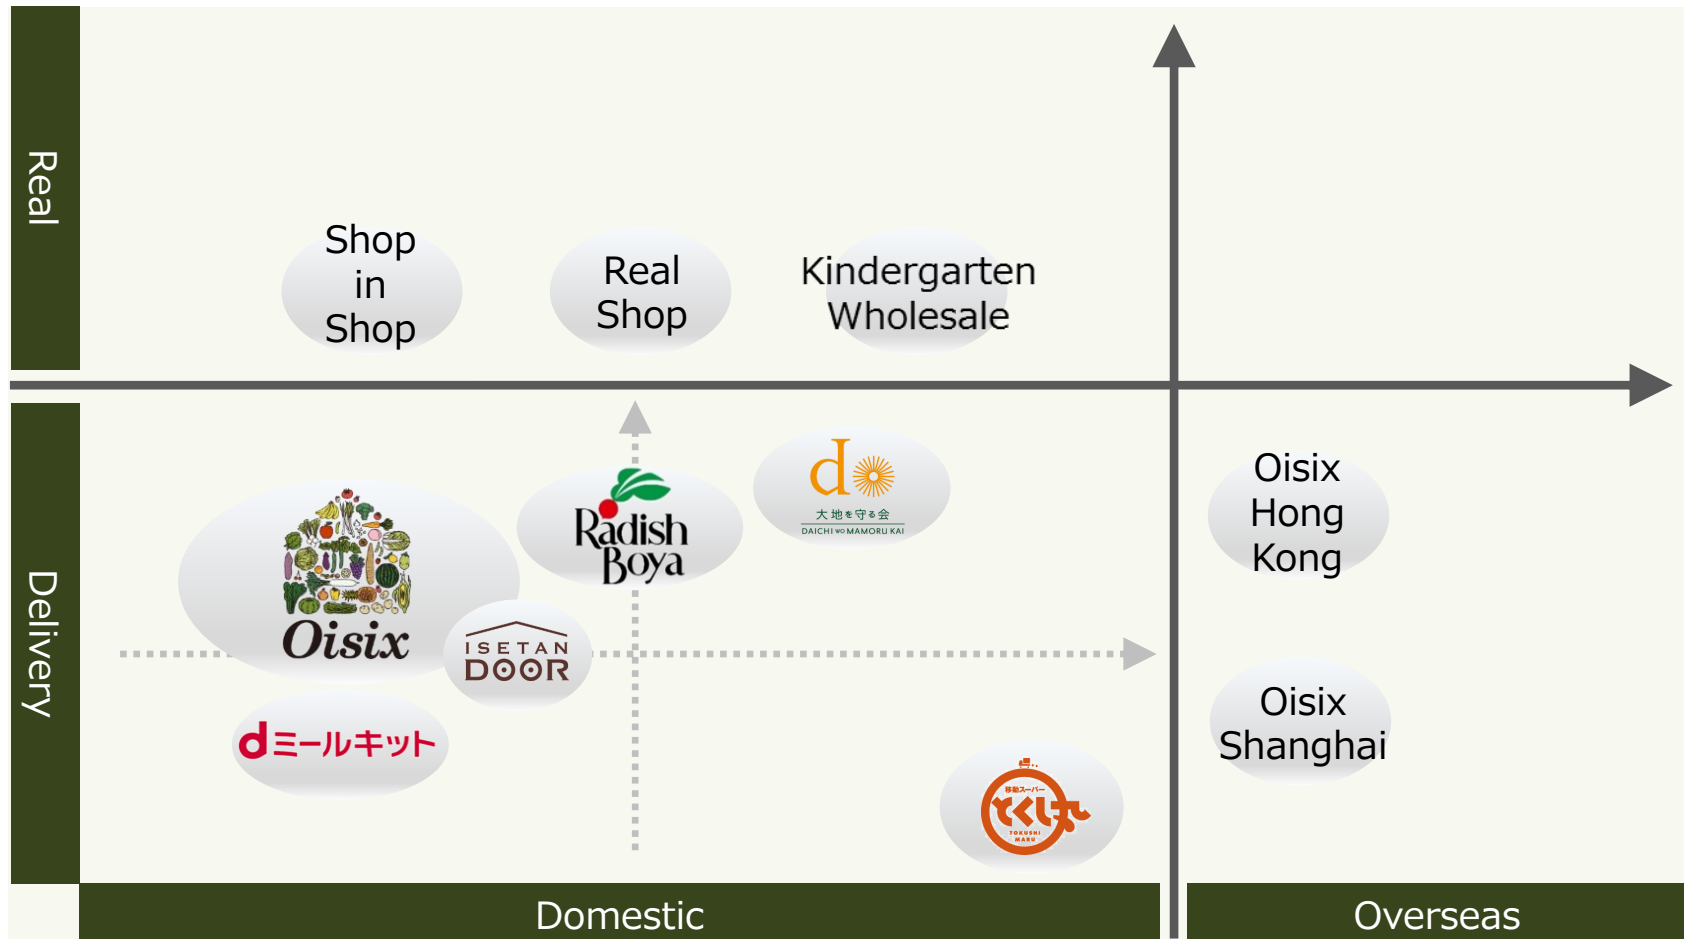 Real
Shop
in
Shop
Real
Shop
Kindergarten
Wholesale
Delivery
Oisix
Radish
Boya
do
大地を守る会
DAICHI WO MAMORU KAI
ISETAN
DOOR
dミールキット
移動スーパー
とくし丸
TOKUSHI
MARU
Oisix
Hong
Kong
Oisix
Shanghai
Domestic
Overseas